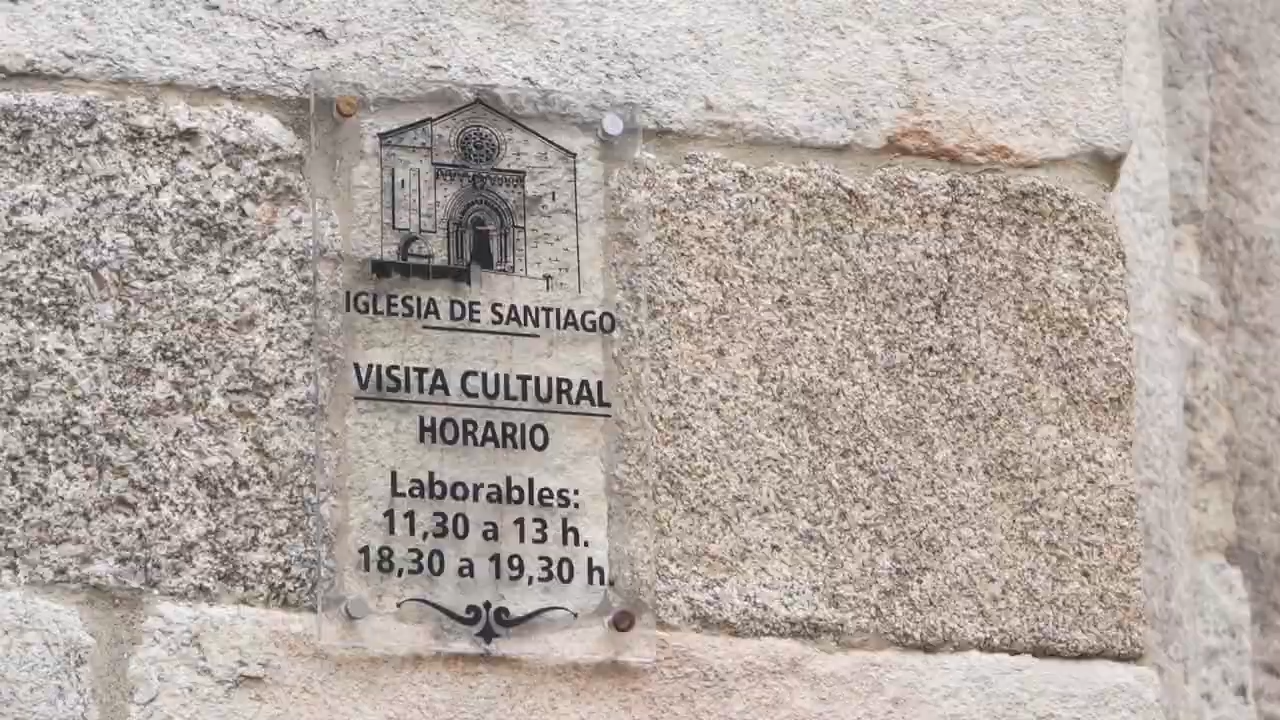 IGLESIA DE SANTIAGO
VISITA CULTURAL
HORARIO
Laborables:
11,30 a 13 h.
18,30 a 19,30 h.